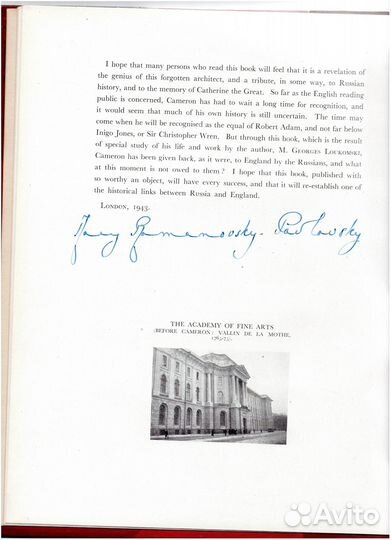 I hope that many persons who read this book will feel that it is a revelation of
the genius of this forgotten architect, and a tribute, in some way, to Russian
history, and to the memory of Catherine the Great. So far as the English reading
public is concerned, Cameron has had to wait a long time for recognition, and
it would seem that much of his own history is still uncertain. The time may
come when he will be recognised as the equal of Robert Adam, and not far below
Inigo Jones, or Sir Christopher Wren. But through this book, which is the result
of special study of his life and work by the author, M. GEORGES LOUKOMSKI,
Cameron has been given back, as it were, to England by the Russians, and what
at this moment is not owed to them? I hope that this book, published with
so worthy an object, will have every success, and that it will re-establish one of
the historical links between Russia and England.
LONDON, 1943.
Romanovsky-Pavlovsky
THE ACADEMY OF FINE ARTS
(BEFORE CAMERON: VALLIN DE LA MOTHE,
Avito